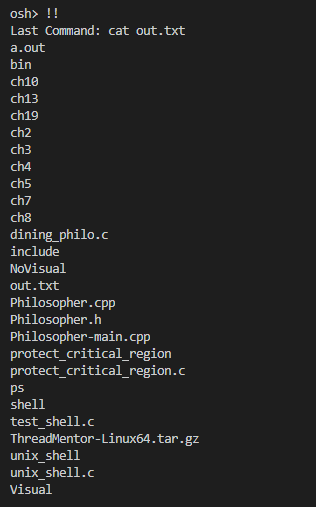 osh> !!
Last Command: cat out.txt
a.out
bin
ch10
ch13
ch19
ch2
ch3
ch4
ch5
ch7
ch8
dining_philo.c
include
NoVisual
out.txt
Philosopher.cpp
Philosopher.h
Philosopher-main.cpp
protect_critical_region
protect_critical_region.c
ps
shell
test_shell.c
ThreadMentor-Linux64.tar.gz
unix_shell
unix_shell.c
Visual